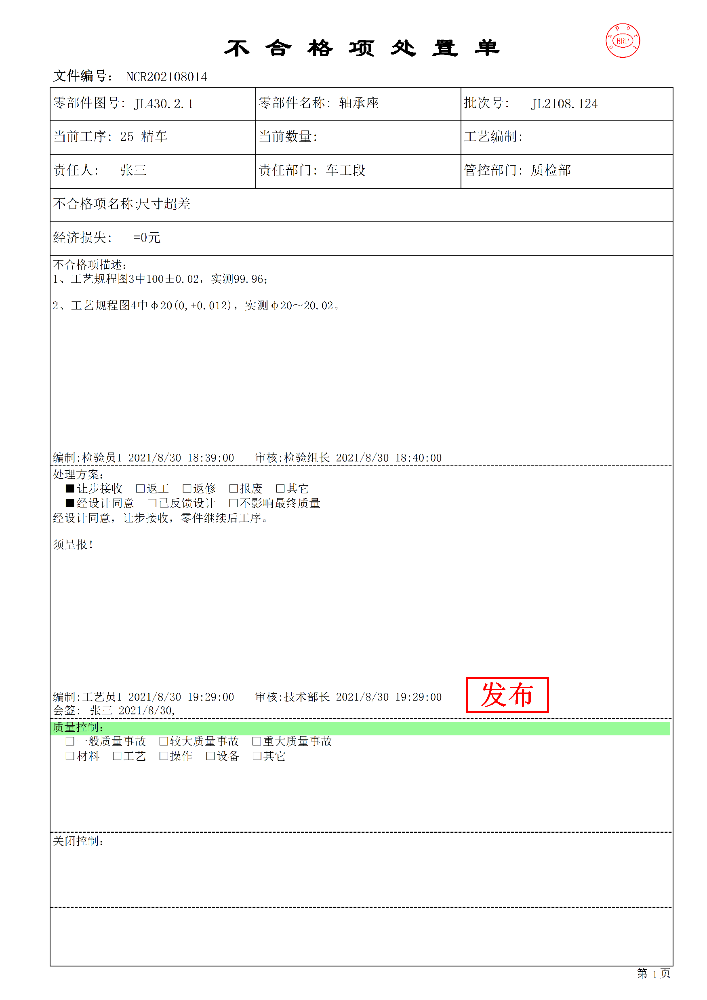 不合格项处置单
export
ERP
文件编号： NCR202108014
零部件图号: JL430.2.1 零部件名称: 轴承座 批次号: JL2108.124
当前工序: 25 精车 当前数量: 工艺编制:
责任人: 张三 责任部门: 车工段 管控部门: 质检部
不合格项名称:尺寸超差
经济损失: =0元
不合格项描述：
1、工艺规程图3中100±0.02，实测99.96；
2、工艺规程图4中φ20(0,+0.012)，实测φ20～20.02。
编制:检验员1 2021/8/30 18:39:00 审核:检验组长 2021/8/30 18:40:00
处理方案：
■让步接收 □返工 □返修 □报废 □其它
■经设计同意 □已反馈设计 □不影响最终质量
经设计同意，让步接收，零件继续后工序。
须呈报！
编制:工艺员1 2021/8/30 19:29:00 审核:技术部长 2021/8/30 19:29:00
发布
会签: 张三 2021/8/30,
质量控制：
□一般质量事故 □较大质量事故 □重大质量事故
□材料 □工艺 □操作 □设备 □其它
关闭控制：
第 1 页